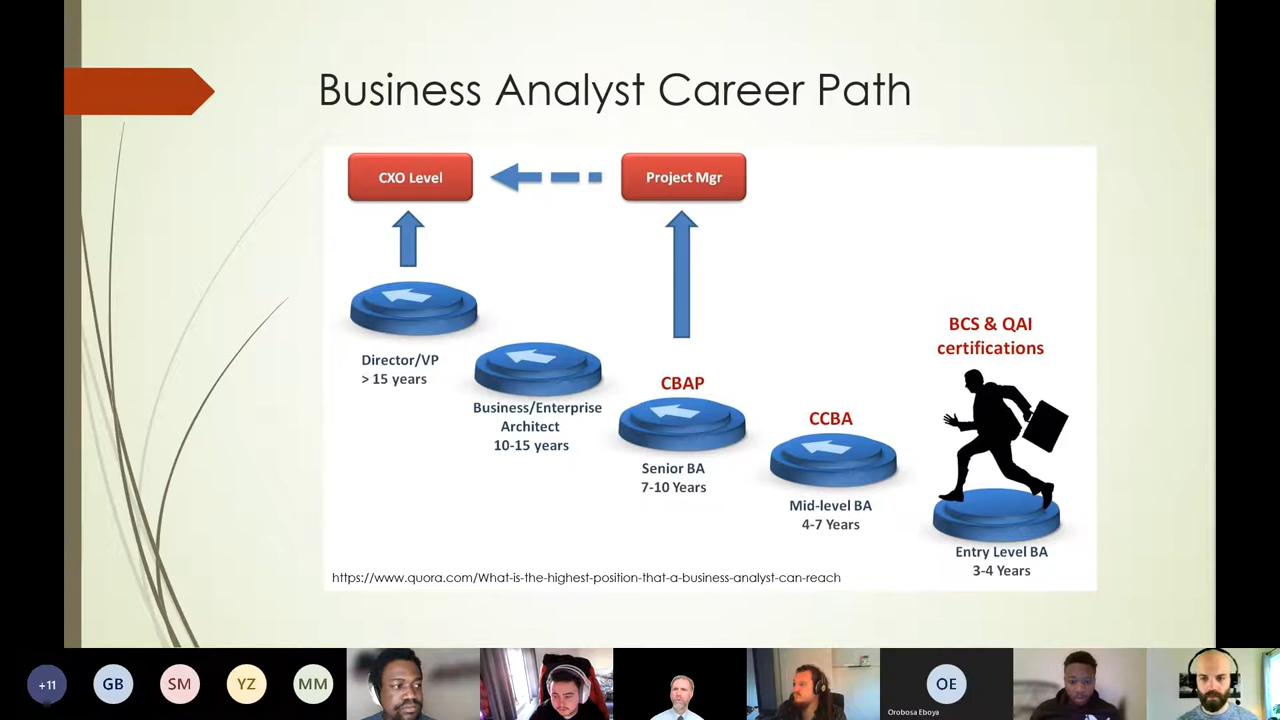 Business Analyst Career Path
CXO Level
Project Mgr
Director/VP
> 15 years
Business/Enterprise
Architect
10-15 years
CBAP
Senior BA
7-10 Years
CCBA
Mid-level BA
4-7 Years
BCS & QAI
certifications
Entry Level BA
3-4 Years
https://www.quora.com/What-is-the-highest-position-that-a-business-analyst-can-reach
+11
GB
SM
YZ
MM
OE
Orobosa Eboya